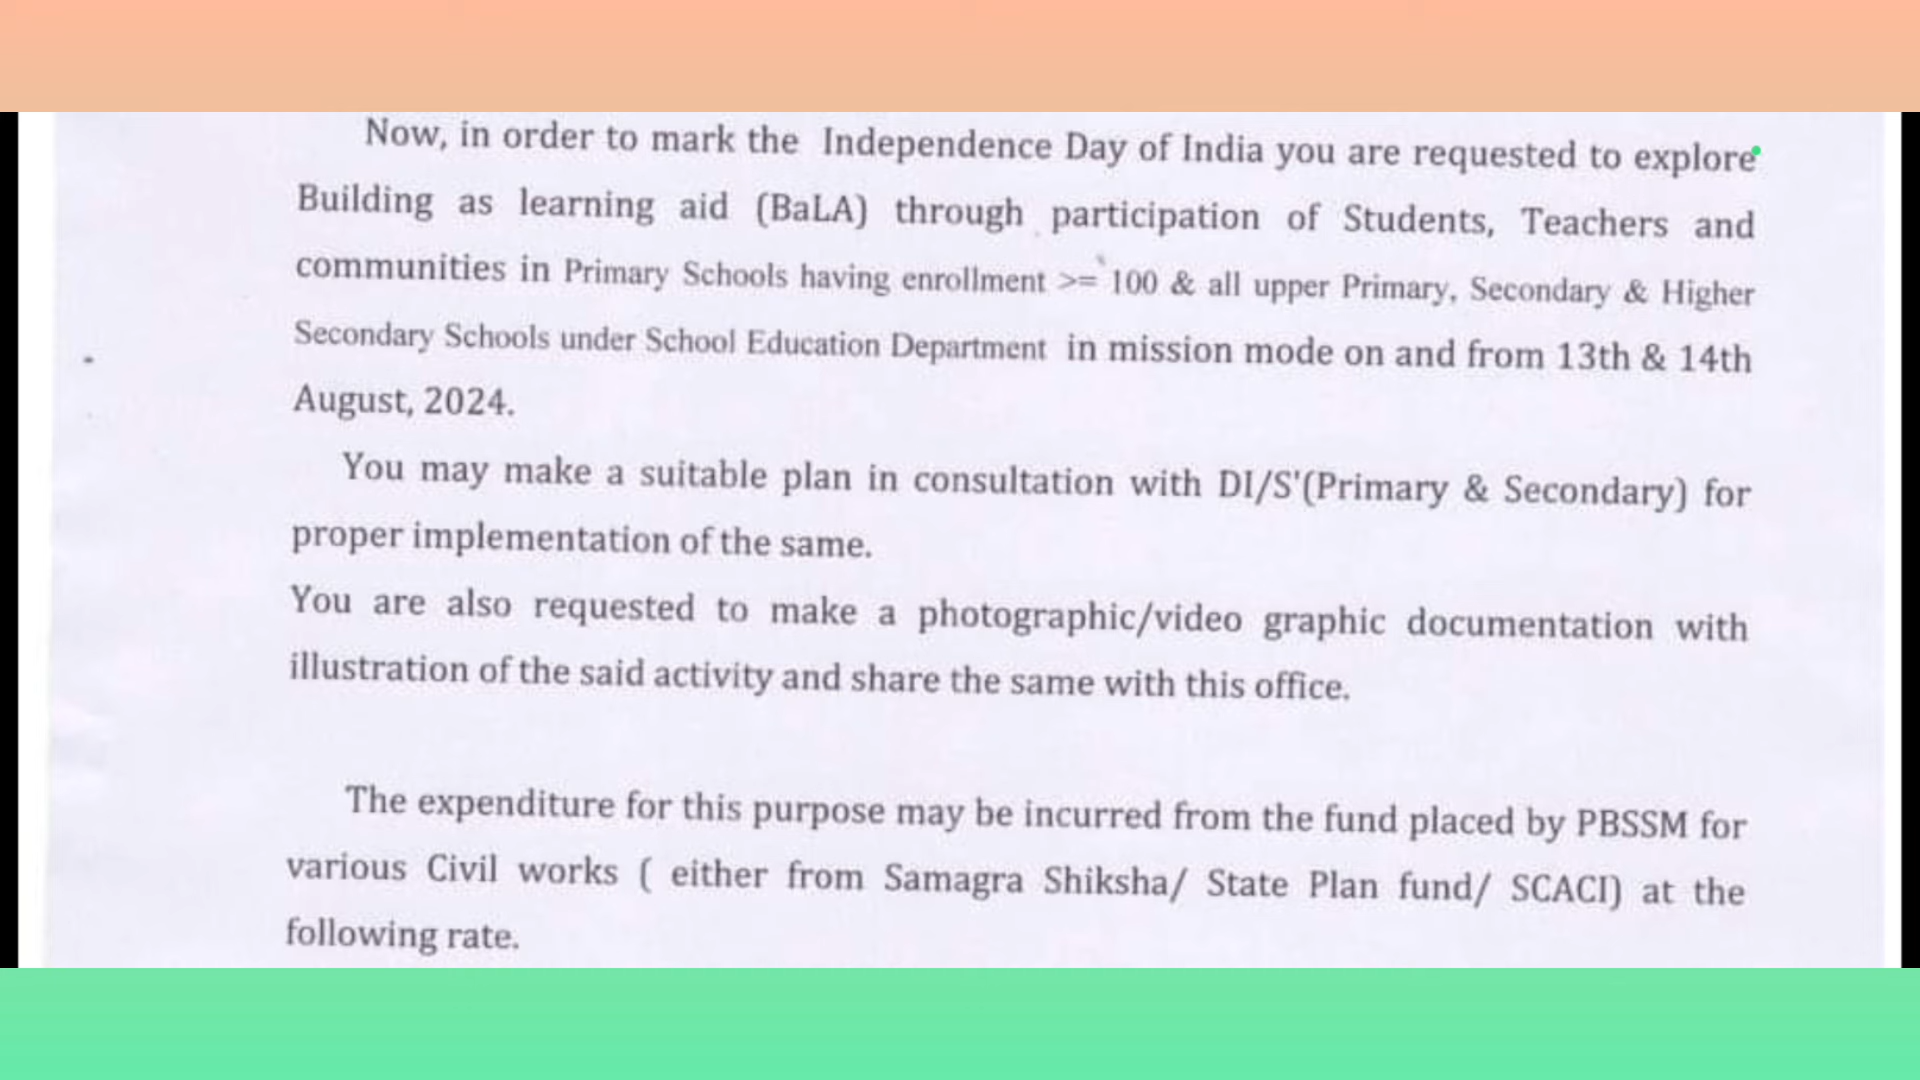 Now, in order to mark the Independence Day of India you are requested to explore
Building as learning aid (BaLA) through participation of Students, Teachers and
communities in Primary Schools having enrollment >= 100 & all upper Primary, Secondary & Higher
Secondary Schools under School Education Department in mission mode on and from 13th & 14th
August, 2024.
You may make a suitable plan in consultation with DI/S'(Primary & Secondary) for
proper implementation of the same.
You are also requested to make a photographic/video graphic documentation with
illustration of the said activity and share the same with this office.
The expenditure for this purpose may be incurred from the fund placed by PBSSM for
various Civil works ( either from Samagra Shiksha/ State Plan fund/ SCACI) at the
following rate.